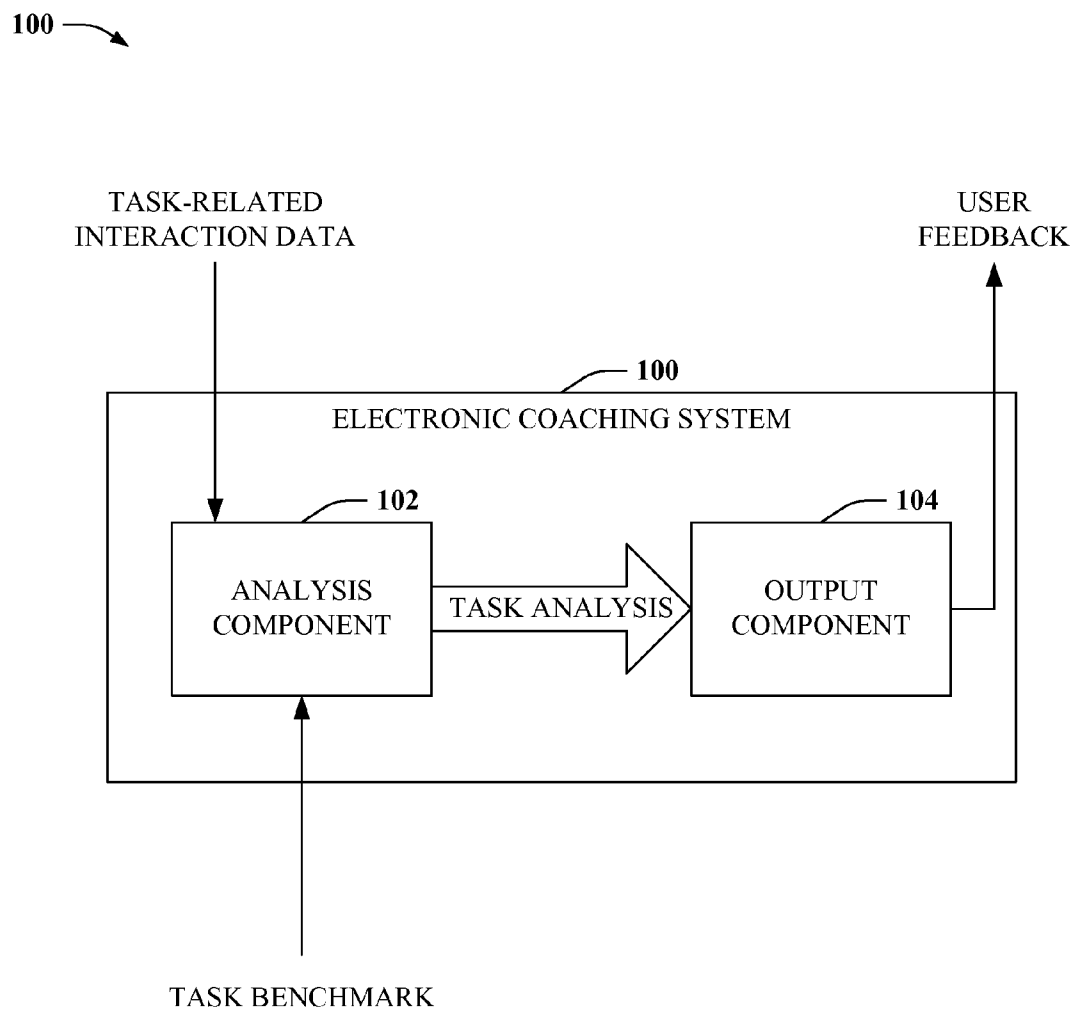 100
TASK-RELATED
INTERACTION DATA
USER
FEEDBACK
100
ELECTRONIC COACHING SYSTEM
102
104
ANALYSIS
COMPONENT
TASK ANALYSIS
OUTPUT
COMPONENT
TASK BENCHMARK